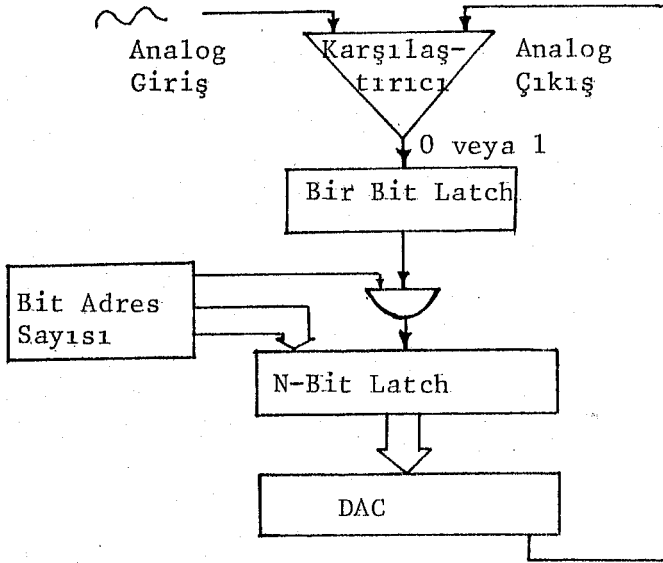 Analog
Giriş
Karşılaş-
tırıcı
Analog
Çıkış
0 veya 1
Bir Bit Latch
Bit Adres
Sayısı
N-Bit Latch
DAC